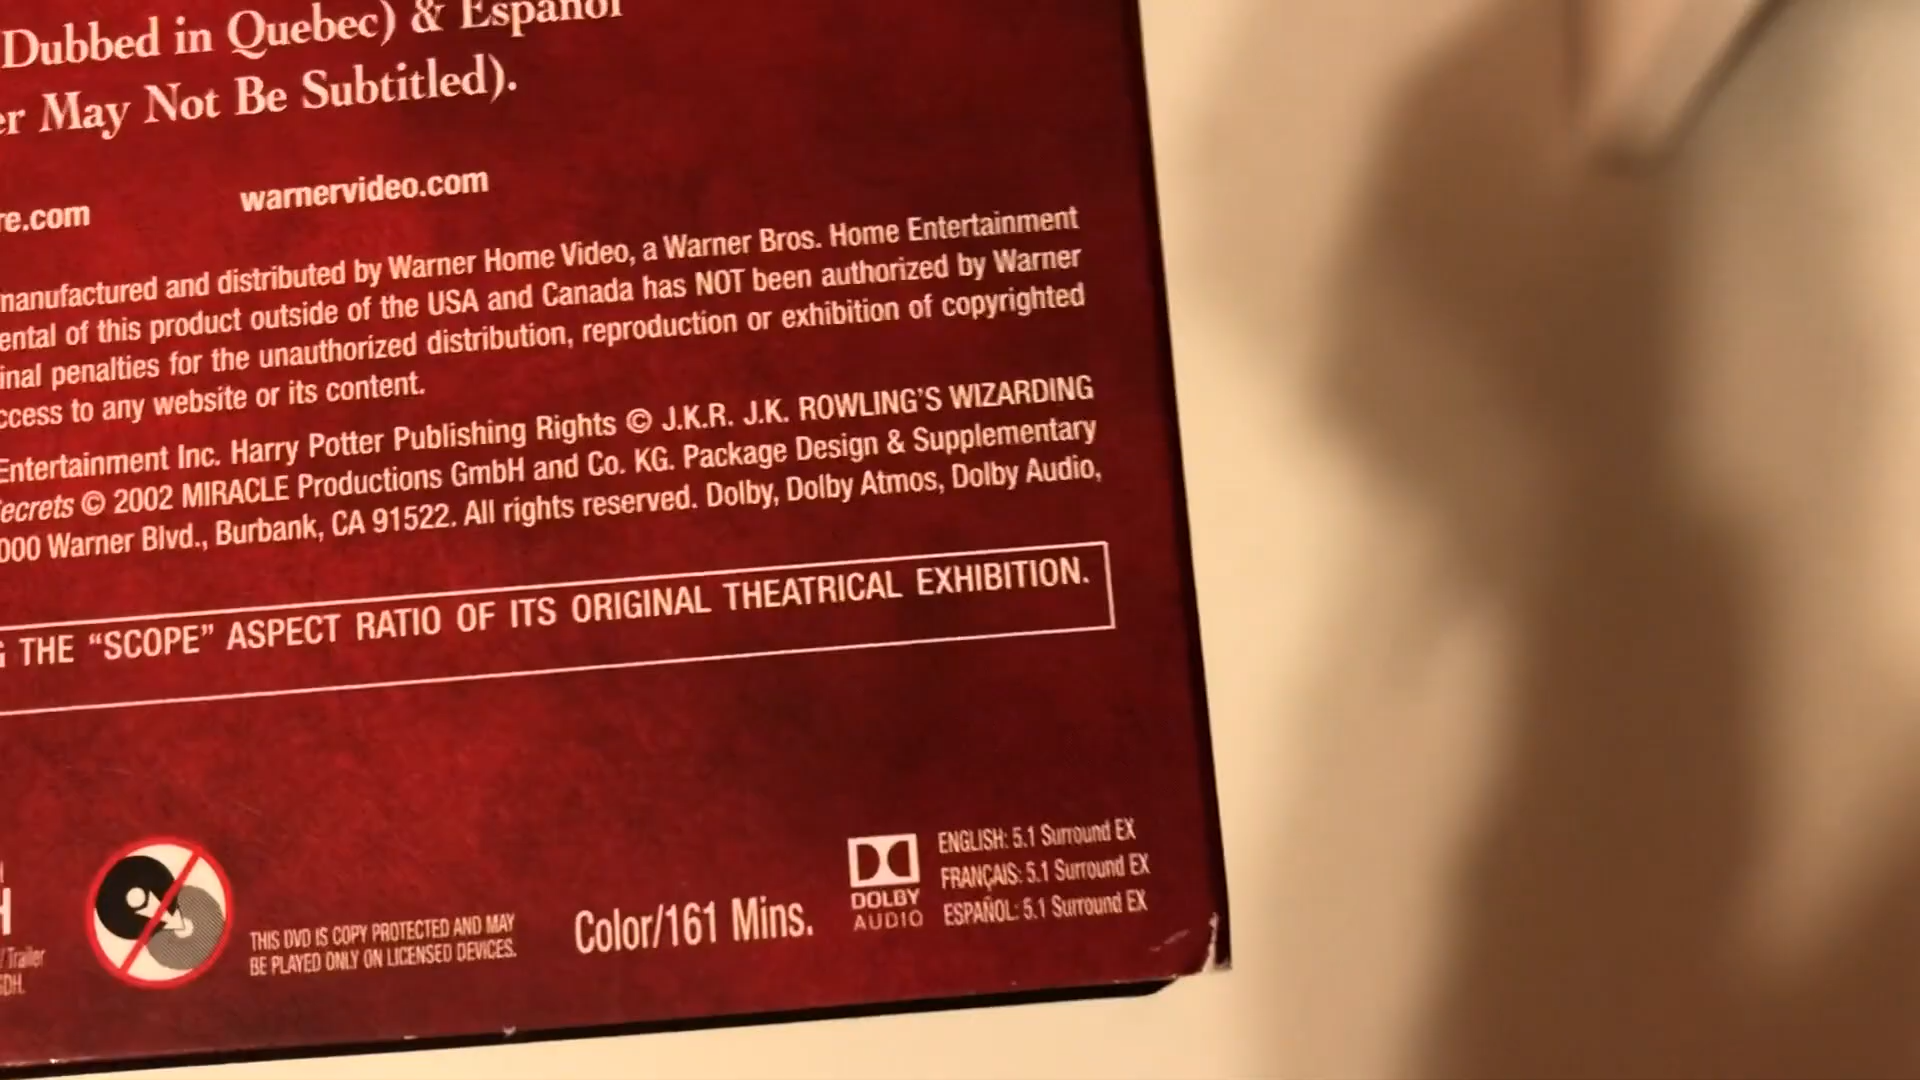 (Dubbed in Quebec) & Español
May Not Be Subtitled).
warnervideo.com
.com
manufactured and distributed by Warner Home Video, a Warner Bros. Home Entertainment
of this product outside of the USA and Canada has NOT been authorized by Warner
penalties for the unauthorized distribution, reproduction or exhibition of copyrighted
to any website or its content.
Entertainment Inc. Harry Potter Publishing Rights © J.K.R. J.K. ROWLING'S WIZARDING
ecrets © 2002 MIRACLE Productions GmbH and Co. KG. Package Design & Supplementary
000 Warner Blvd., Burbank, CA 91522. All rights reserved. Dolby, Dolby Atmos, Dolby Audio,
THE “SCOPE” ASPECT RATIO OF ITS ORIGINAL THEATRICAL EXHIBITION.
Trailer
SDH.
THIS DVD IS COPY PROTECTED AND MAY
BE PLAYED ONLY ON LICENSED DEVICES.
Color/161 Mins.
DOLBY
AUDIO
ENGLISH: 5.1 Surround EX
FRANÇAIS: 5.1 Surround EX
ESPAÑOL: 5.1 Surround EX